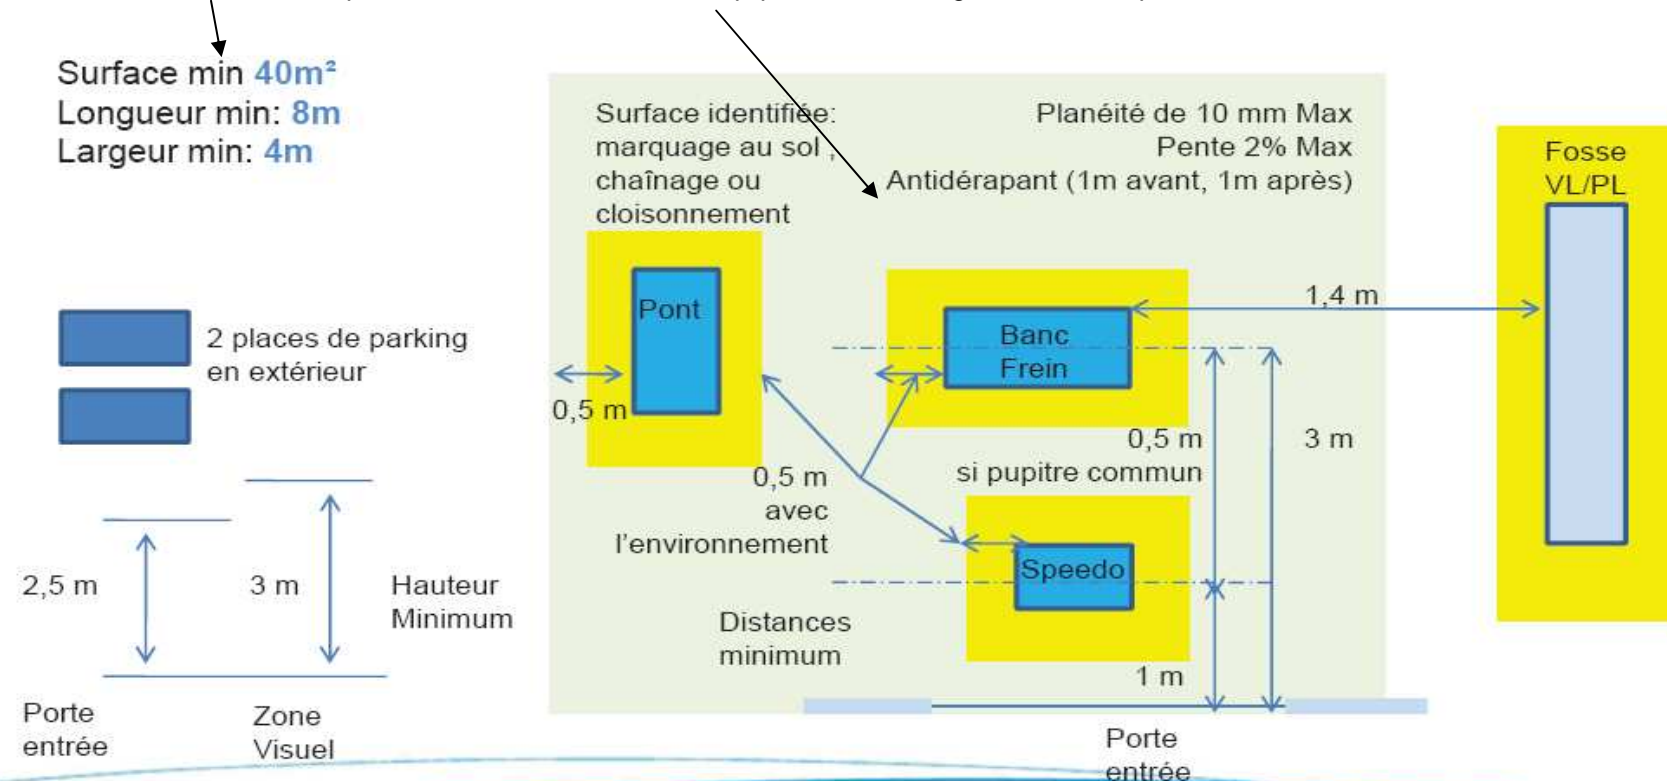 Surface min 40m²
Longueur min: 8m
Largeur min: 4m
Surface identifiée:
marquage au sol ,
chaînage ou
cloisonnement
Planéité de 10 mm Max
Pente 2% Max
Antidérapant (1m avant, 1m après)
Fosse
VL/PL
Pont
1,4 m
Banc
Frein
2 places de parking
en extérieur
0,5 m
0,5 m
si pupitre commun
3 m
0,5 m
avec
l'environnement
Speedo
2,5 m
3 m
Hauteur
Minimum
Distances
minimum
1 m
Porte
entrée
Zone
Visuel
Porte
entrée